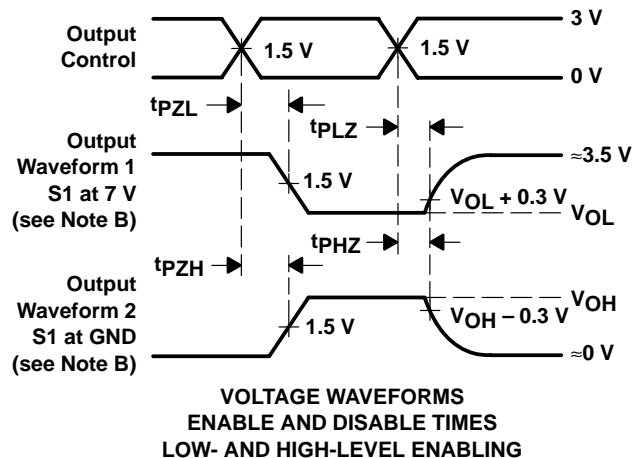 Output
Control
1.5 V
1.5 V
3 V
0 V
tPZL
tPLZ
Output
Waveform 1
S1 at 7 V
(see Note B)
1.5 V
≈3.5 V
VOL + 0.3 V
VOL
tPZH
tPHZ
Output
Waveform 2
S1 at GND
(see Note B)
1.5 V
VOH
VOH – 0.3 V
≈0 V
VOLTAGE WAVEFORMS
ENABLE AND DISABLE TIMES
LOW- AND HIGH-LEVEL ENABLING